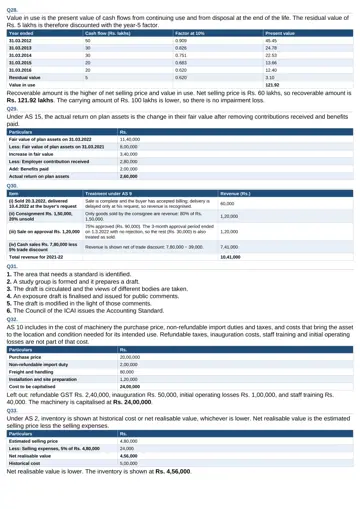 Q28.
Value in use is the present value of cash flows from continuing use and from disposal at the end of life. The residual value of
Rs. 5 lakhs is therefore discounted with the year-5 factor.
Year ended Cash flow (Rs. lakhs) Factor at 10% Present value
31.03.2012 50 0.909 45.45
31.03.2013 30 0.826 24.78
31.03.2014 30 0.751 22.53
31.03.2015 20 0.683 13.66
31.03.2016 20 0.620 12.40
Residual value 5 0.620 3.10
Value in use 121.92
Recoverable amount is the higher of net selling price and value in use. Net selling price is Rs. 60 lakhs, so recoverable amount is
Rs. 121.92 lakhs. The carrying amount of Rs. 100 lakhs is lower, so there is no impairment loss.
Q29.
Under AS 15, the actual return on plan assets is the change in their fair value after removing contributions received and benefits
paid.
Particulars Rs.
Fair value of plan assets on 31.03.2022 11,40,000
Less: Fair value of plan assets on 31.03.2021 8,00,000
Increase in fair value 3,40,000
Less: Employer contribution received 2,80,000
Add: Benefits paid 2,00,000
Actual return on plan assets 2,60,000
Q30.
Item Treatment under AS 9 Revenue (Rs.)
(i) Sold 20.3.2022, delivered
10.4.2022 at the buyer's request
Sale is complete and the buyer has accepted billing; delivery is
delayed only at his request, so revenue is recognised.
60,000
(ii) Consignment Rs. 1,50,000,
20% unsold
Only goods sold by the consignee are revenue: 80% of Rs.
1,50,000.
1,20,000
(iii) Sale on approval Rs. 1,20,000
75% approved (Rs. 90,000). The 3-month approval period ended
on 1.3.2022 with no rejection, so the rest (Rs. 30,000) is also
treated as sold.
1,20,000
(iv) Cash sales Rs. 7,80,000 less
5% trade discount
Revenue is shown net of trade discount: 7,80,000 − 39,000.
7,41,000
Total revenue for 2021-22 10,41,000
Q31.
1. The area that needs a standard is identified.
2. A study group is formed and it prepares a draft.
3. The draft is circulated and the views of different bodies are taken.
4. An exposure draft is finalised and issued for public comments.
5. The draft is modified in the light of those comments.
6. The Council of the ICAI issues the Accounting Standard.
Q32.
AS 10 includes in the cost of machinery the purchase price, non-refundable import duties and taxes, and costs that bring the asset
to the location and condition needed for its intended use. Refundable taxes, inauguration costs, staff training and initial operating
losses are not part of that cost.
Particulars Rs.
Purchase price 20,00,000
Non-refundable import duty 2,00,000
Freight and handling 80,000
Installation and site preparation 1,20,000
Cost to be capitalised 24,00,000
Left out: refundable GST Rs. 2,40,000, inauguration Rs. 50,000, initial operating losses Rs. 1,00,000, and staff training Rs.
40,000. The machinery is capitalised at Rs. 24,00,000.
Q33.
Under AS 2, inventory is shown at historical cost or net realisable value, whichever is lower. Net realisable value is the estimated
selling price less the selling expenses.
Particulars Rs.
Estimated selling price 4,80,000
Less: Selling expenses, 5% of Rs. 4,80,000 24,000
Net realisable value 4,56,000
Historical cost 5,00,000
Net realisable value is lower. The inventory is shown at Rs. 4,56,000.